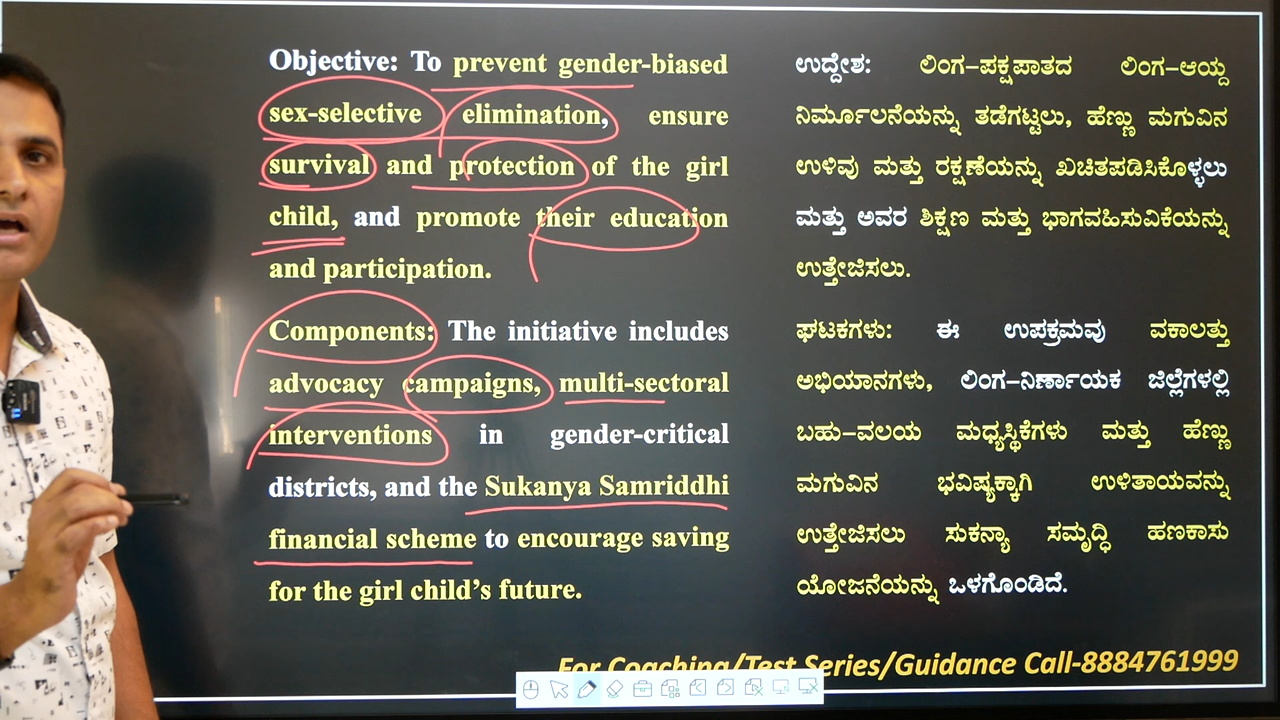 Objective: To prevent gender-biased
sex-selective elimination, ensure
survival and protection of the girl
child, and promote their education
and participation.
Components: The initiative includes
advocacy campaigns, multi-sectoral
interventions in gender-critical
districts, and the Sukanya Samriddhi
financial scheme to encourage saving
for the girl child’s future.
ಉದ್ದೇಶ: ಲಿಂಗ–ಪಕ್ಷಪಾತದ ಲಿಂಗ–ಆಯ್ದ
ನಿರ್ಮೂಲನೆಯನ್ನು ತಡೆಗಟ್ಟಲು, ಹೆಣ್ಣು ಮಗುವಿನ
ಉಳಿವು ಮತ್ತು ರಕ್ಷಣೆಯನ್ನು ಖಚಿತಪಡಿಸಿಕೊಳ್ಳಲು
ಮತ್ತು ಅವರ ಶಿಕ್ಷಣ ಮತ್ತು ಭಾಗವಹಿಸುವಿಕೆಯನ್ನು
ಉತ್ತೇಜಿಸಲು.
ಘಟಕಗಳು: ಈ ಉಪಕ್ರಮವು ವಕಾಲತ್ತು
ಅಭಿಯಾನಗಳು, ಲಿಂಗ–ನಿರ್ಣಾಯಕ ಜಿಲ್ಲೆಗಳಲ್ಲಿ
ಬಹು–ವಲಯ ಮಧ್ಯಸ್ಥಿಕೆಗಳು ಮತ್ತು ಹೆಣ್ಣು
ಮಗುವಿನ ಭವಿಷ್ಯಕ್ಕಾಗಿ ಉಳಿತಾಯವನ್ನು
ಉತ್ತೇಜಿಸಲು ಸುಕನ್ಯಾ ಸಮೃದ್ಧಿ ಹಣಕಾಸು
ಯೋಜನೆಯನ್ನು ಒಳಗೊಂಡಿದೆ.
For Coaching/Test Series/Guidance Call-8884761999